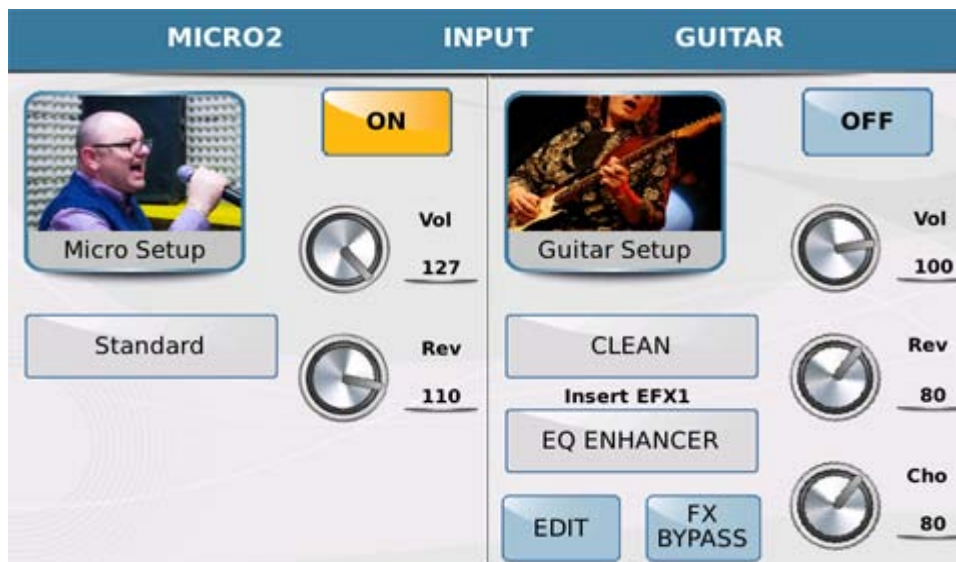 MICRO2 INPUT GUITAR
Micro Setup
ON
Vol
127
Standard
Rev
110
Guitar Setup
OFF
Vol
100
CLEAN
Rev
80
Insert EFX1
EQ ENHANCER
EDIT
FX
BYPASS
Cho
80